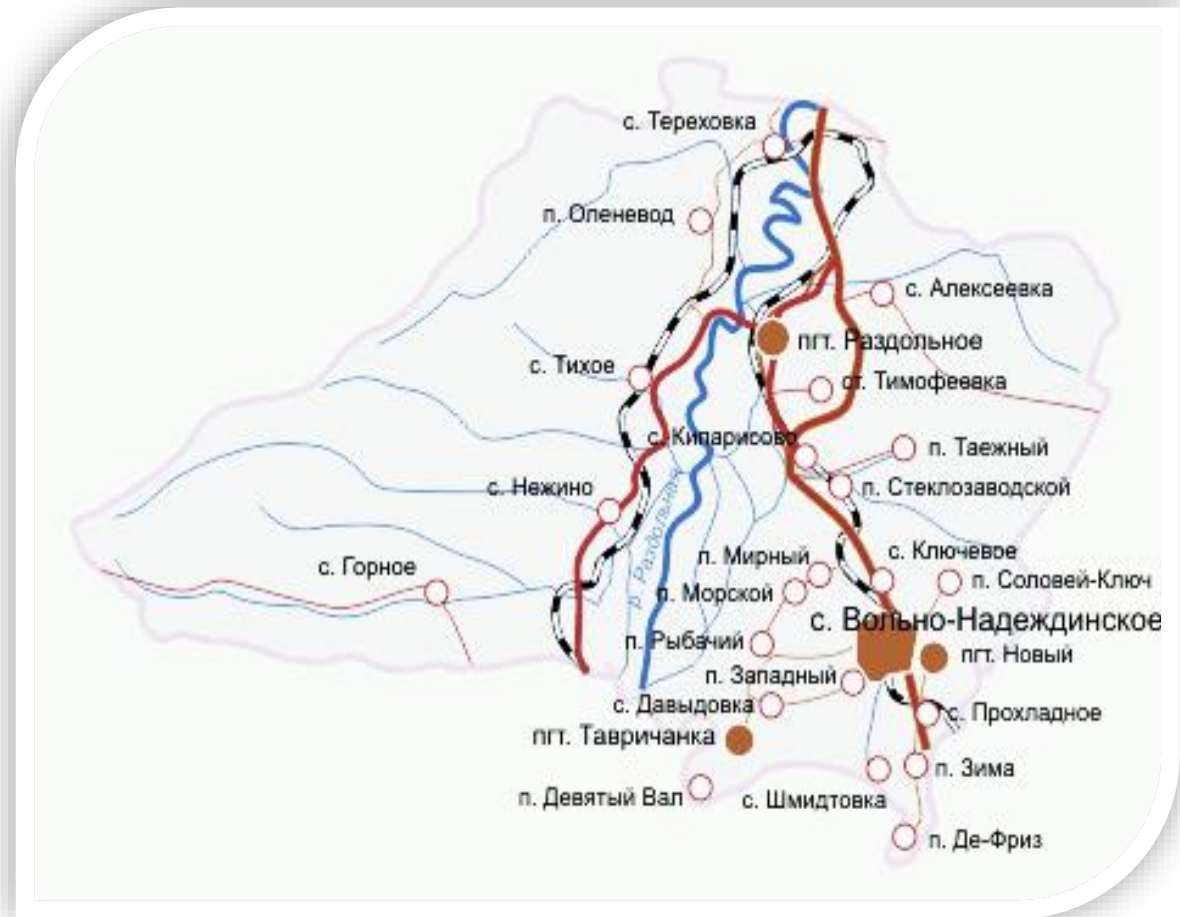 с. Тереховка
п. Оленевод
с. Алексеевка
пгт. Раздольное
с. Тихое
ст. Тимофеевка
с. Кипарисово
п. Таежный
с. Нежино
п. Стеклозаводской
р. Раздольная
с. Ключевое
п. Мирный
с. Горное
п. Соловей-Ключ
п. Морской
с. Вольно-Надеждинское
п. Рыбачий
пгт. Новый
п. Западный
с. Давыдовка
с. Прохладное
пгт. Тавричанка
п. Зима
п. Девятый Вал
с. Шмидтовка
п. Де-Фриз